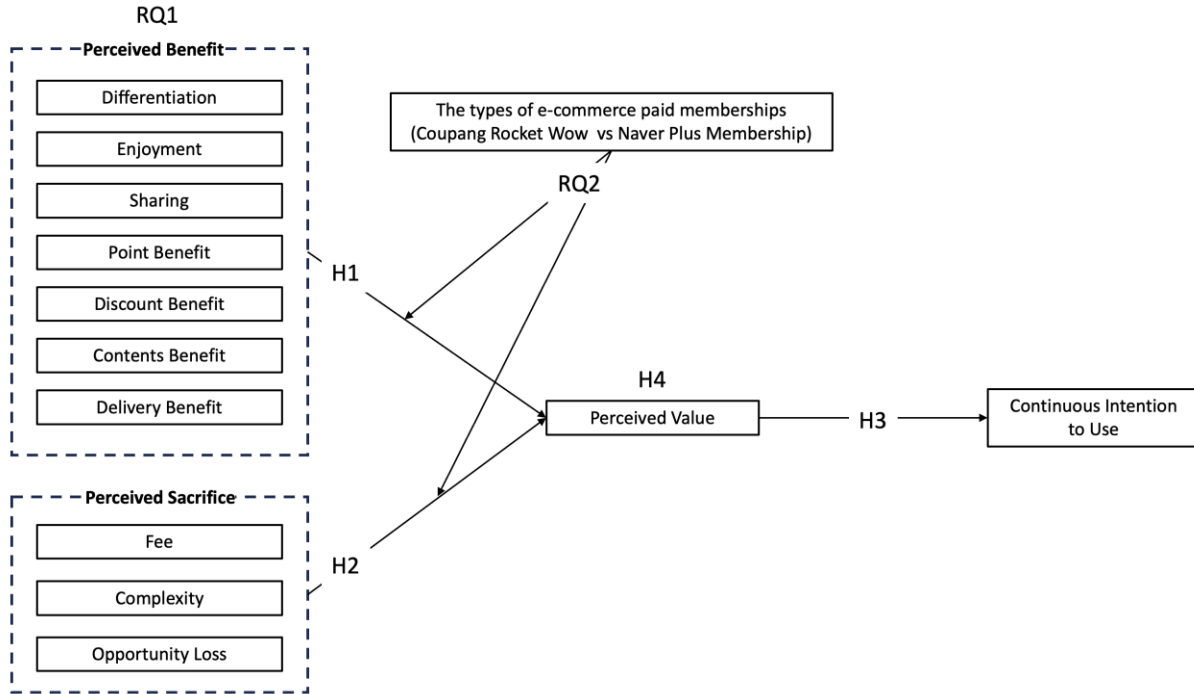 RQ1
Perceived Benefit
Differentiation
Enjoyment
Sharing
Point Benefit
Discount Benefit
Contents Benefit
Delivery Benefit
The types of e-commerce paid memberships
(Coupang Rocket Wow vs Naver Plus Membership)
RQ2
H1
H4
Perceived Value
H3
Continuous Intention
to Use
Perceived Sacrifice
Fee
Complexity
Opportunity Loss
H2